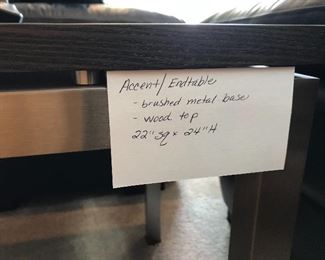 Accent/Endtable
- brushed metal base
- wood top
22" sq x 24" H